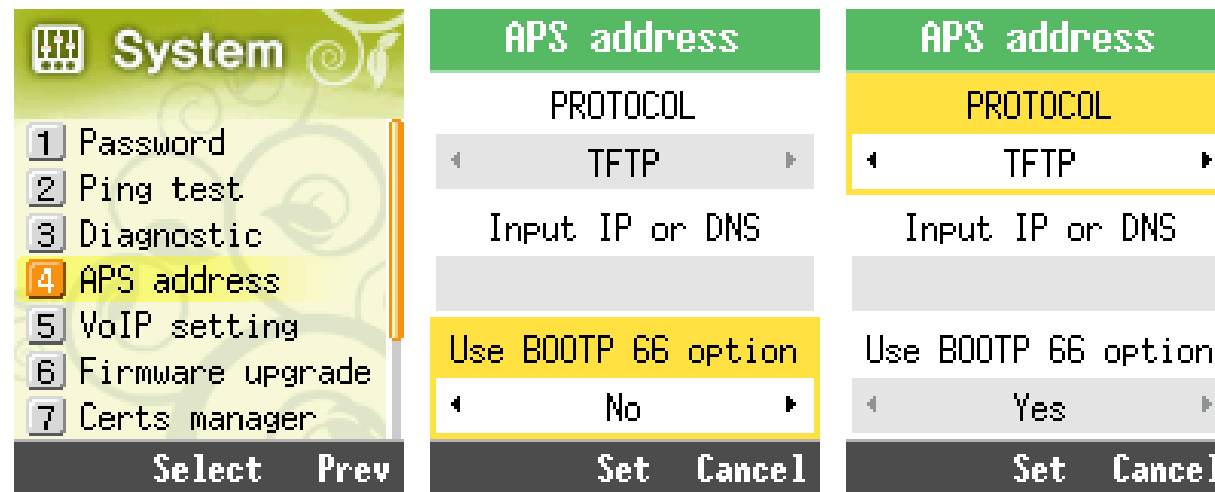 System
1 Password
2 Ping test
3 Diagnostic
4 APS address
5 VoIP setting
6 Firmware upgrade
7 Certs manager
Select Prev
APS address
PROTOCOL
TFTP
Input IP or DNS
Use BOOTP 66 option
No
Set Cancel
APS address
PROTOCOL
TFTP
Input IP or DNS
Use BOOTP 66 option
Yes
Set Cancel